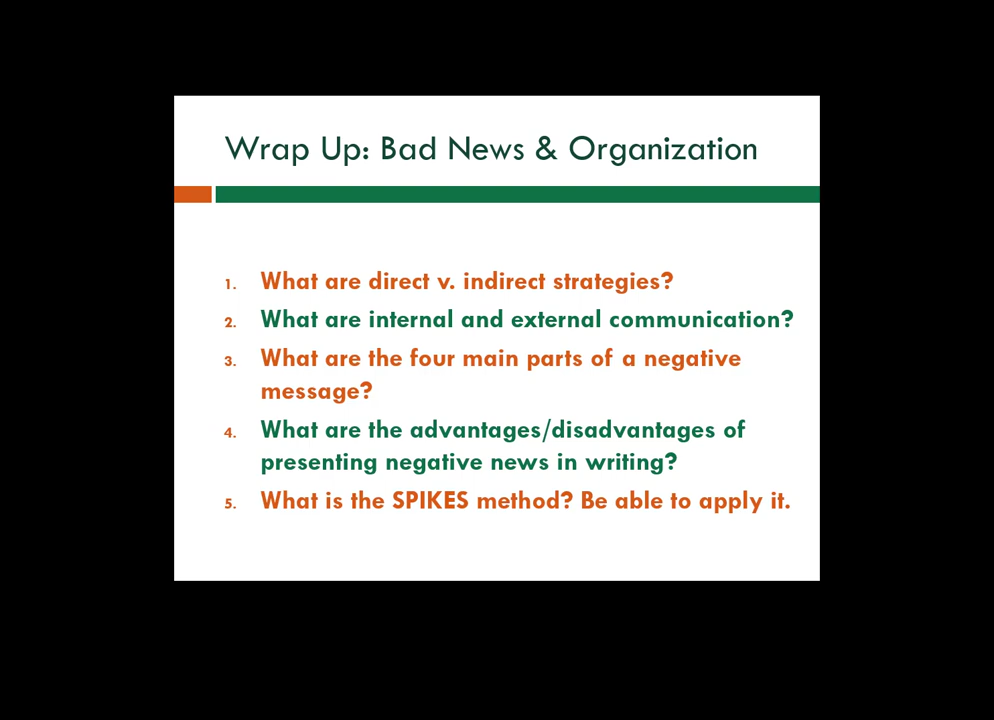 Wrap Up: Bad News & Organization
1. What are direct v. indirect strategies?
2. What are internal and external communication?
3. What are the four main parts of a negative
message?
4. What are the advantages/disadvantages of
presenting negative news in writing?
5. What is the SPIKES method? Be able to apply it.